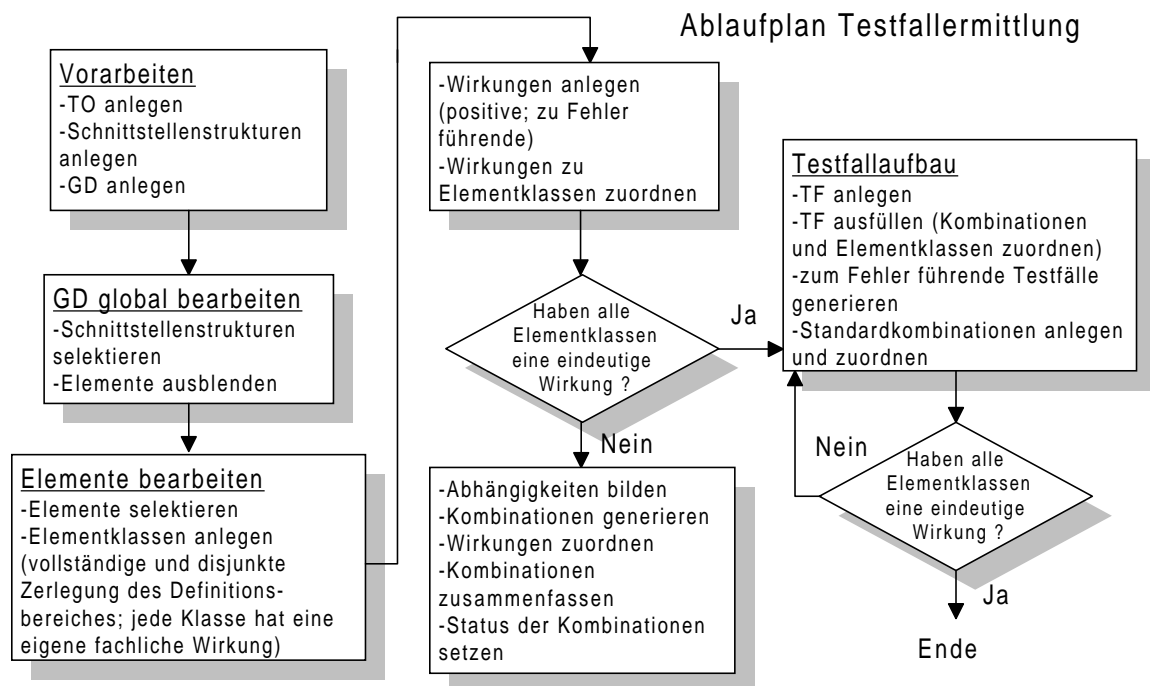 Ablaufplan Testfallermittlung
Vorarbeiten
-TO anlegen
-Schnittstellenstrukturen
anlegen
-GD anlegen
GD global bearbeiten
-Schnittstellenstrukturen
selektieren
-Elemente ausblenden
Elemente bearbeiten
-Elemente selektieren
-Elementklassen anlegen
(vollständige und disjunkte
Zerlegung des Definitions-
bereiches; jede Klasse hat eine
eigene fachliche Wirkung)
-Wirkungen anlegen
(positive; zu Fehler
führende)
-Wirkungen zu
Elementklassen zuordnen
Haben alle
Elementklassen
eine eindeutige
Wirkung ?
Ja
Nein
-Abhängigkeiten bilden
-Kombinationen generieren
-Wirkungen zuordnen
-Kombinationen
zusammenfassen
-Status der Kombinationen
setzen
Testfallaufbau
-TF anlegen
-TF ausfüllen (Kombinationen
und Elementklassen zuordnen)
-zum Fehler führende Testfälle
generieren
-Standardkombinationen anlegen
und zuordnen
Nein
Haben alle
Elementklassen
eine eindeutige
Wirkung ?
Ja
Ende